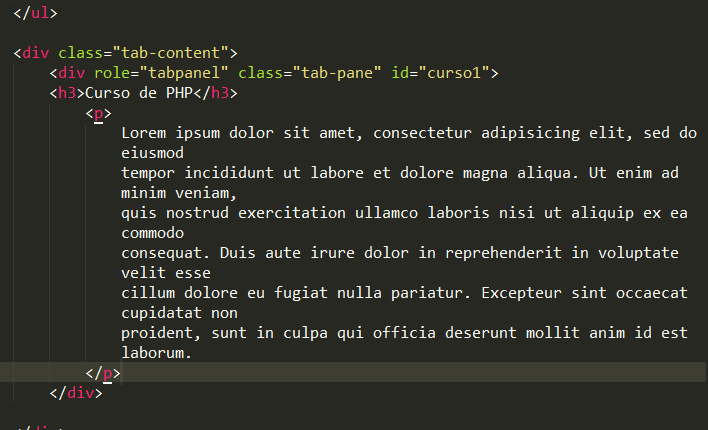 </ul>
<div class="tab-content">
<div role="tabpanel" class="tab-pane" id="curso1">
<h3>Curso de PHP</h3>
<p>
Lorem ipsum dolor sit amet, consectetur adipisicing elit, sed do
eiusmod
tempor incididunt ut labore et dolore magna aliqua. Ut enim ad
minim veniam,
quis nostrud exercitation ullamco laboris nisi ut aliquip ex ea
commodo
consequat. Duis aute irure dolor in reprehenderit in voluptate
velit esse
cillum dolore eu fugiat nulla pariatur. Excepteur sint occaecat
cupidatat non
proident, sunt in culpa qui officia deserunt mollit anim id est
laborum.
</p>
</div>